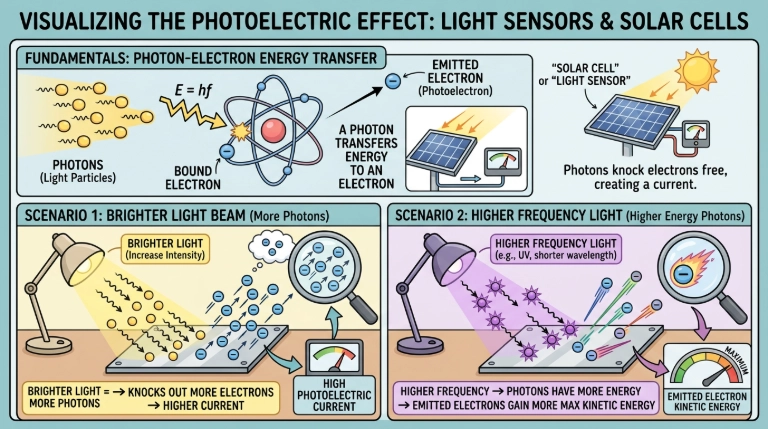 VISUALIZING THE PHOTOELECTRIC EFFECT: LIGHT SENSORS & SOLAR CELLS
FUNDAMENTALS: PHOTON-ELECTRON ENERGY TRANSFER
PHOTONS
(Light Particles)
E = hf
BOUND
ELECTRON
EMITTED
ELECTRON
(Photoelectron)
A PHOTON
TRANSFERS
ENERGY
TO AN
ELECTRON
"SOLAR CELL"
or "LIGHT SENSOR"
Photons knock electrons free,
creating a current.
SCENARIO 1: BRIGHTER LIGHT BEAM (More Photons)
BRIGHTER LIGHT
(Increase Intensity)
BRIGHTER LIGHT = → KNOCKS OUT MORE ELECTRONS
MORE PHOTONS → HIGHER CURRENT
HIGH
PHOTOELECTRIC
CURRENT
SCENARIO 2: HIGHER FREQUENCY LIGHT (Higher Energy Photons)
HIGHER FREQUENCY LIGHT
(e.g., UV, shorter wavelength)
HIGHER FREQUENCY → PHOTONS HAVE MORE ENERGY
→ EMITTED ELECTRONS GAIN MORE MAX KINETIC ENERGY
MAXIMUM
EMITTED ELECTRON
KINETIC ENERGY